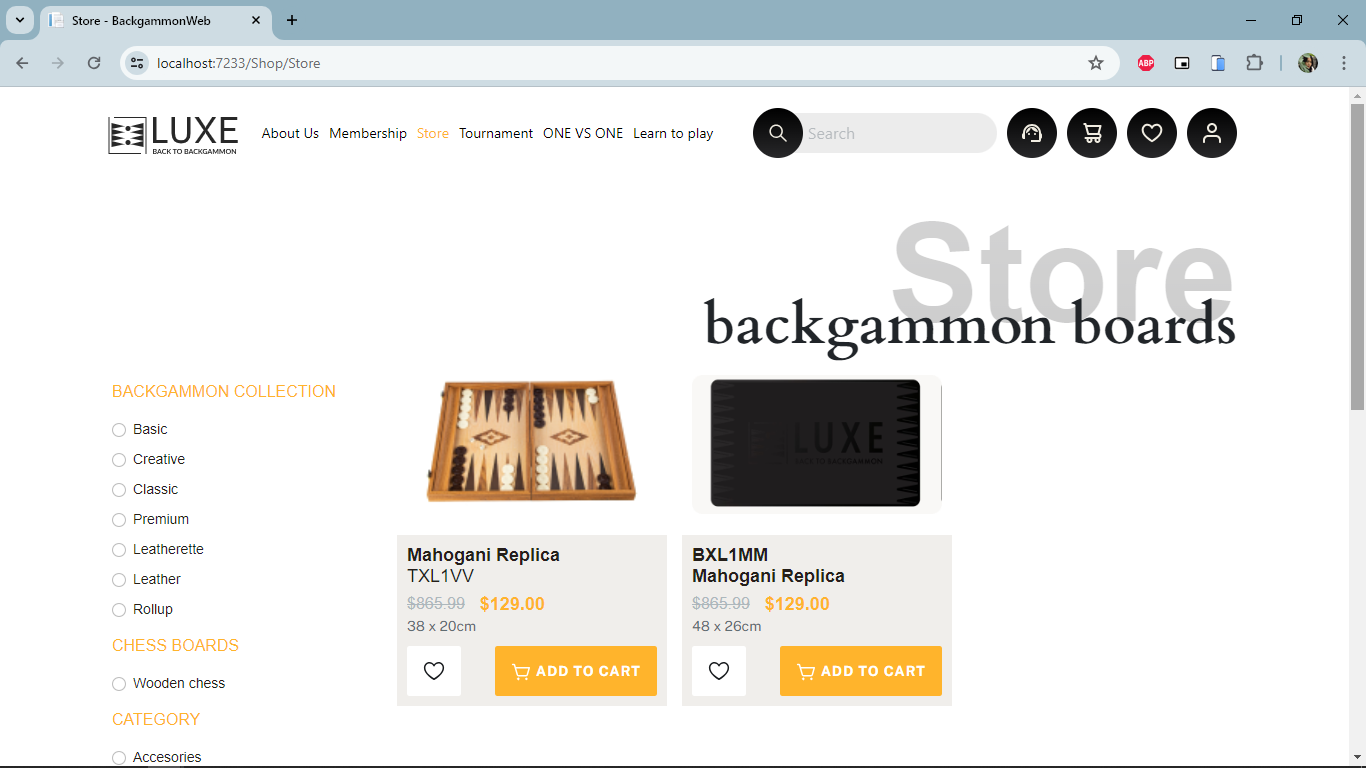 Store - BackgammonWeb
localhost:7233/Shop/Store
ABP
LUXE
BACK TO BACKGAMMON
About Us Membership Store Tournament ONE VS ONE Learn to play
Search
Store
backgammon boards
BACKGAMMON COLLECTION
Basic
Creative
Classic
Premium
Leatherette
Leather
Rollup
CHESS BOARDS
Wooden chess
CATEGORY
Accesories
Mahogani Replica
TXL1VV
$865.99 $129.00
38 x 20cm
ADD TO CART
LUXE
BACK TO BACKGAMMON
BXL1MM
Mahogani Replica
$865.99 $129.00
48 x 26cm
ADD TO CART